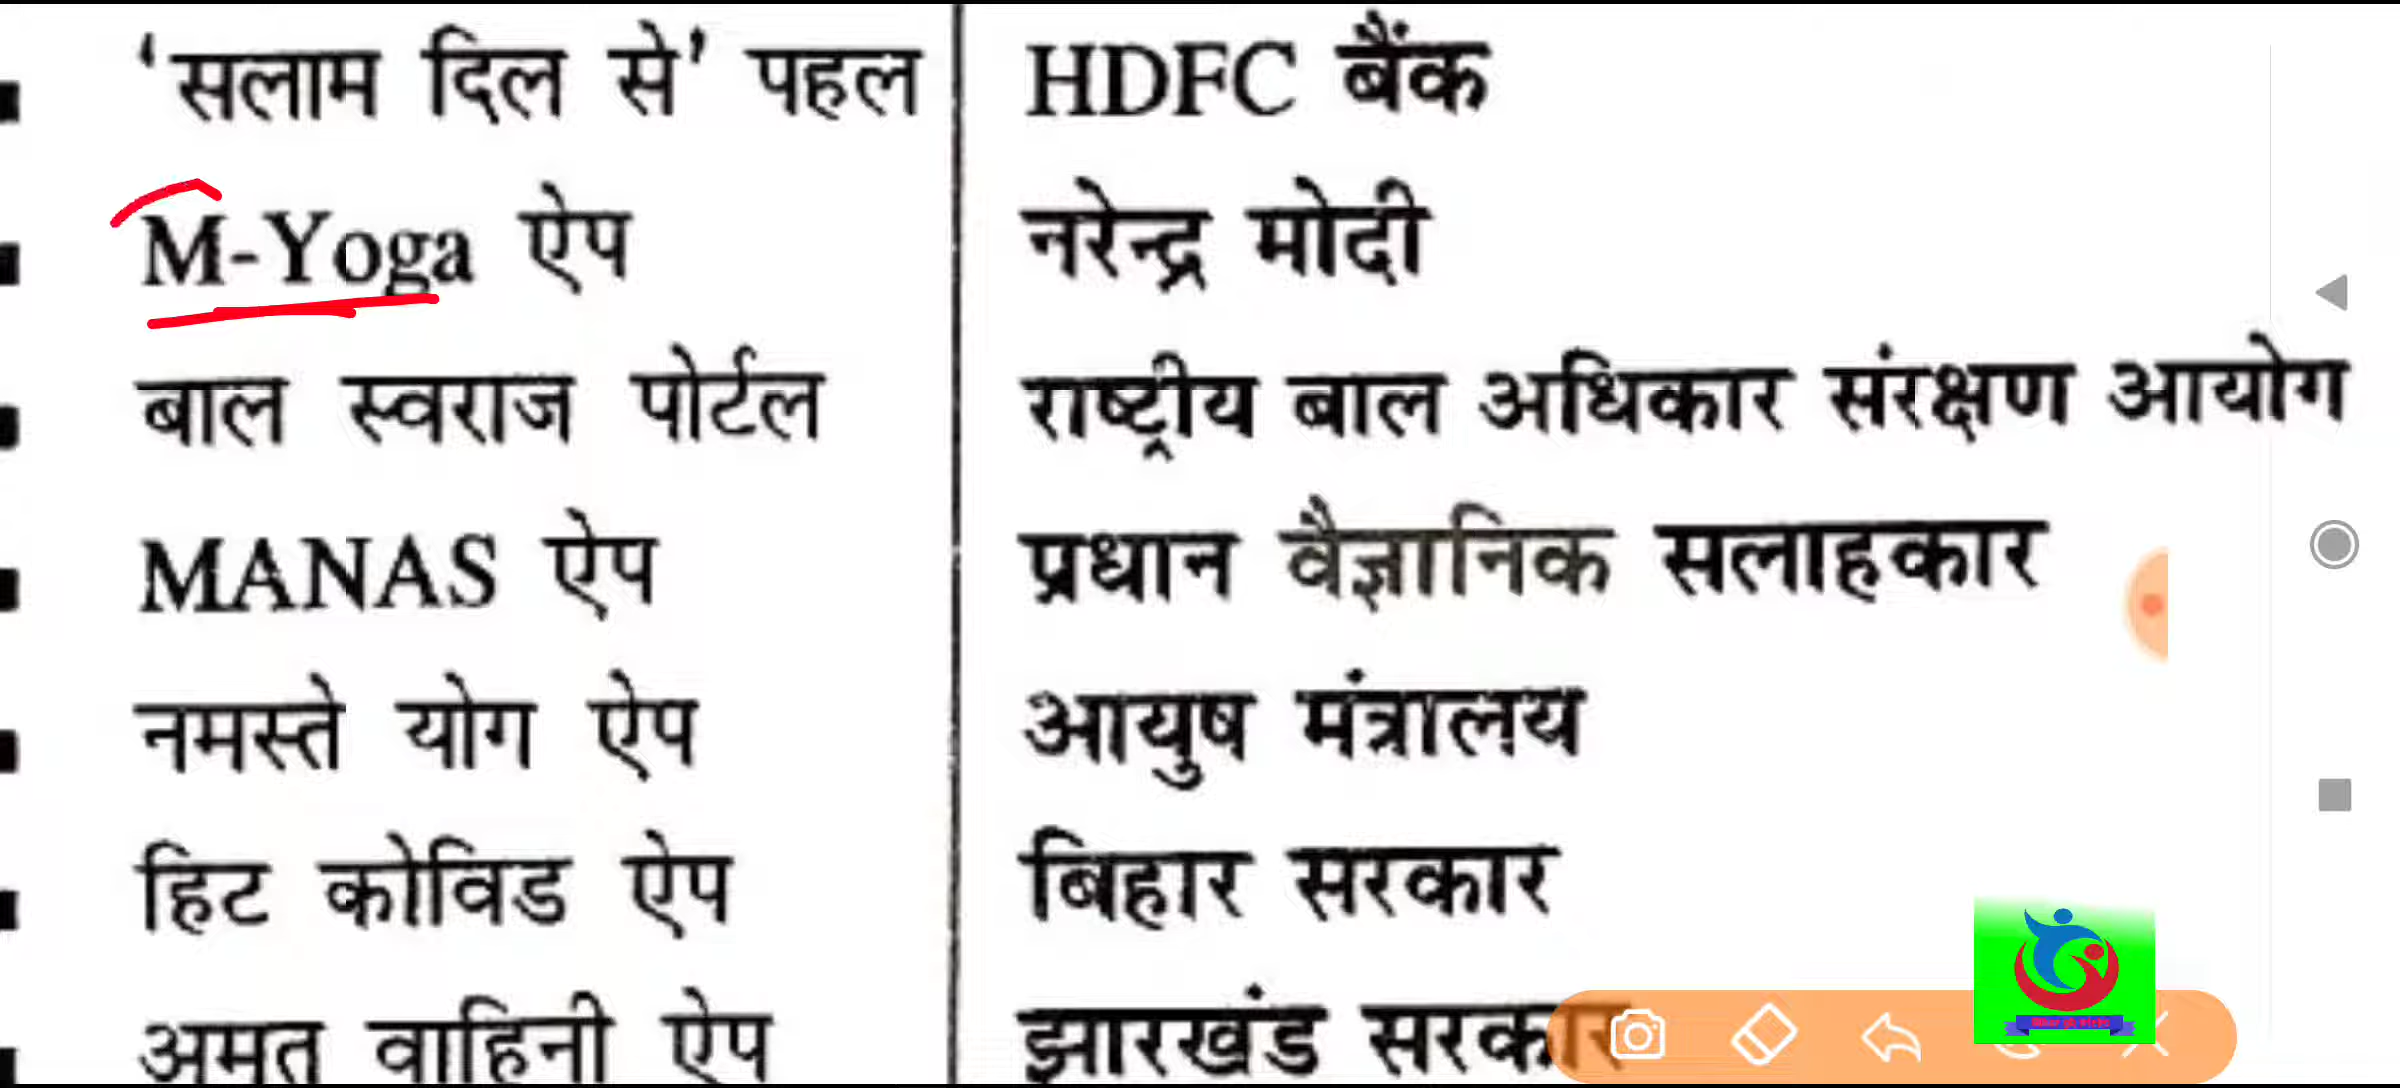 ‘सलाम दिल से’ पहल HDFC बैंक
M-Yoga ऐप नरेन्द्र मोदी
बाल स्वराज पोर्टल राष्ट्रीय बाल अधिकार संरक्षण आयोग
MANAS ऐप प्रधान वैज्ञानिक सलाहकार
नमस्ते योग ऐप आयुष मंत्रालय
हिट कोविड ऐप बिहार सरकार
अमृत वाहिनी ऐप झारखंड सरकार